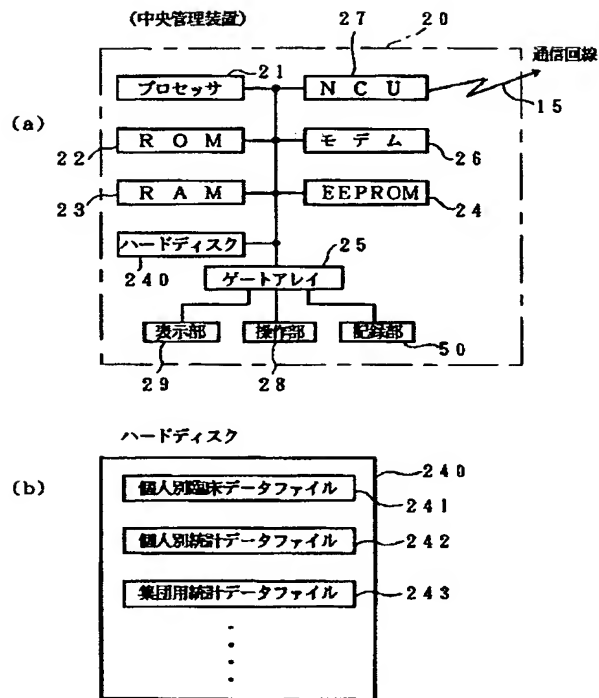 (中央管理装置)
27
20
通信回線
21
プロセッサ
NCU
15
(a)
ROM
モデム
22
26
RAM
EEPROM
23
24
ハードディスク
25
240
ゲートアレイ
表示部
操作部
記録部
29
28
50
ハードディスク
(b)
240
個人別臨床データファイル
241
個人別統計データファイル
242
集団用統計データファイル
243